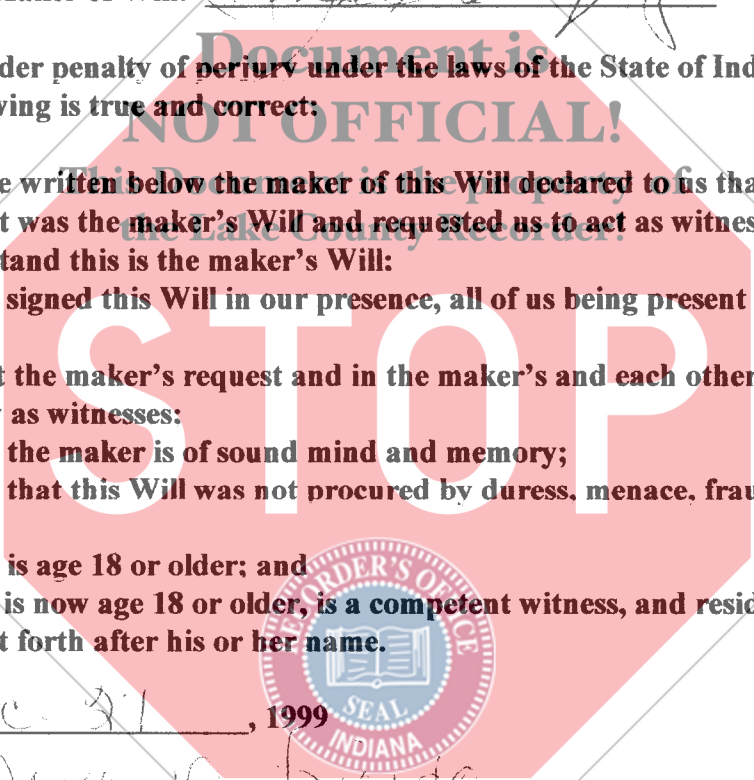 Document is
der penalty of perjury under the laws of the State of Ind
ving is true and correct:
NOT OFFICIAL!
e written below the maker of this Will declared to us tha
This Document is the property of
t was the maker's Will and requested us to act as witnes
the Lake County Recorder!
tand this is the maker's Will:
signed this Will in our presence, all of us being present
STOP
t the maker's request and in the maker's and each other
as witnesses:
the maker is of sound mind and memory;
that this Will was not procured by duress, menace, frau
is age 18 or older; and
is now age 18 or older, is a competent witness, and resid
t forth after his or her name.
RECORDER'S OFFICE
SEAL
INDIANA
, 1999